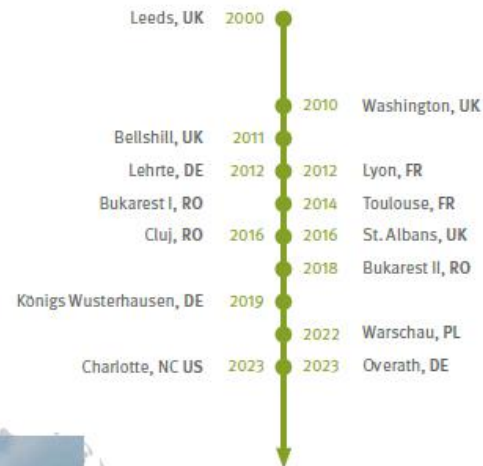 Leeds, UK 2000
2010 Washington, UK
Bellshill, UK 2011
Lehrte, DE 2012 2012 Lyon, FR
Bukarest I, RO 2014 Toulouse, FR
Cluj, RO 2016 2016 St. Albans, UK
2018 Bukarest II, RO
Königs Wusterhausen, DE 2019
2022 Warschau, PL
Charlotte, NC US 2023 2023 Overath, DE